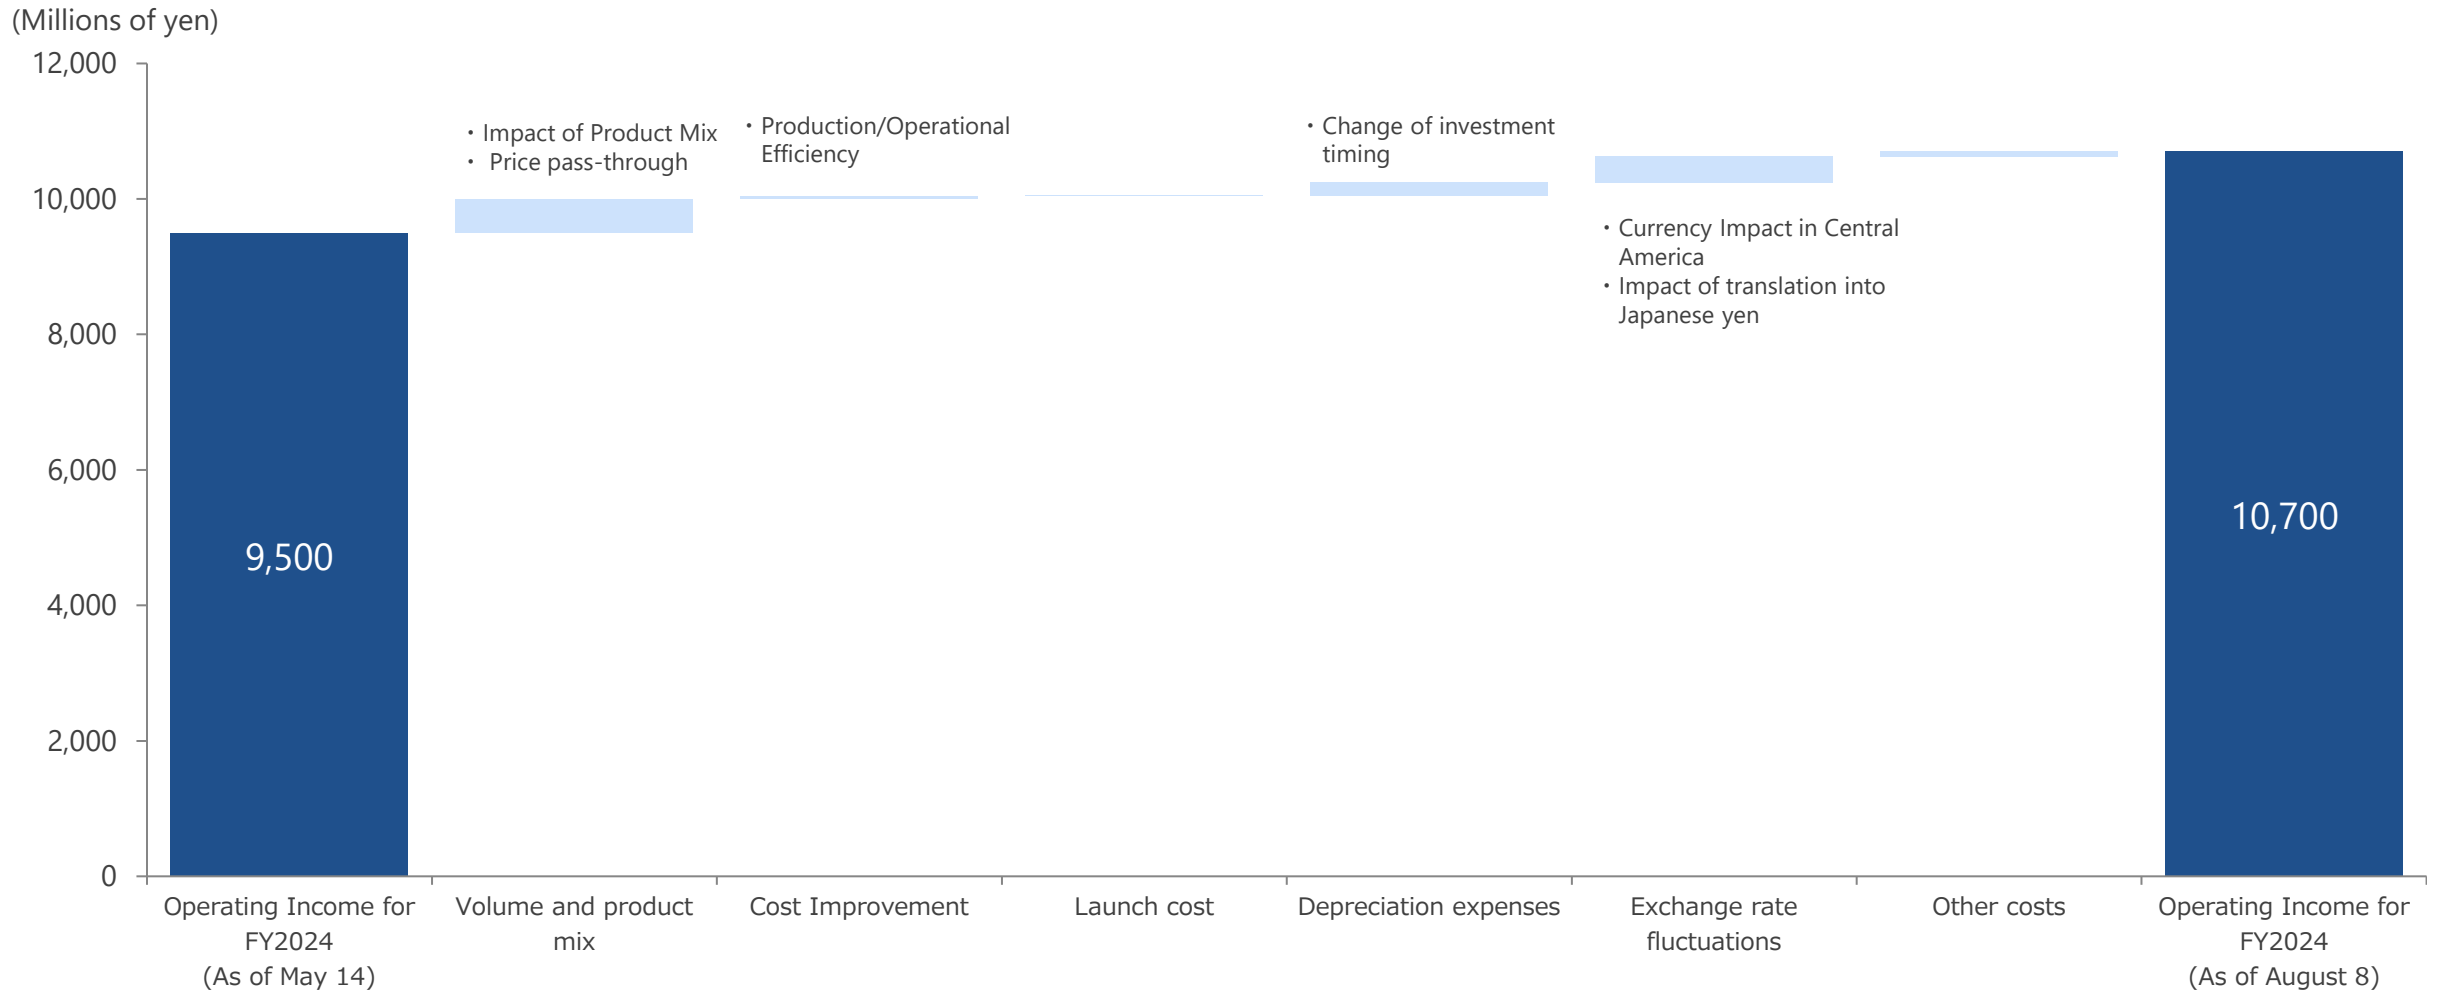 (Millions of yen)
12,000
10,000
8,000
6,000
4,000
2,000
0
・Impact of Product Mix
・ Price pass-through
・Production/Operational
Efficiency
・Change of investment
timing
・Currency Impact in Central
America
・Impact of translation into
Japanese yen
9,500
10,700
Operating Income for
FY2024
(As of May 14)
Volume and product
mix
Cost Improvement
Launch cost
Depreciation expenses
Exchange rate
fluctuations
Other costs
Operating Income for
FY2024
(As of August 8)